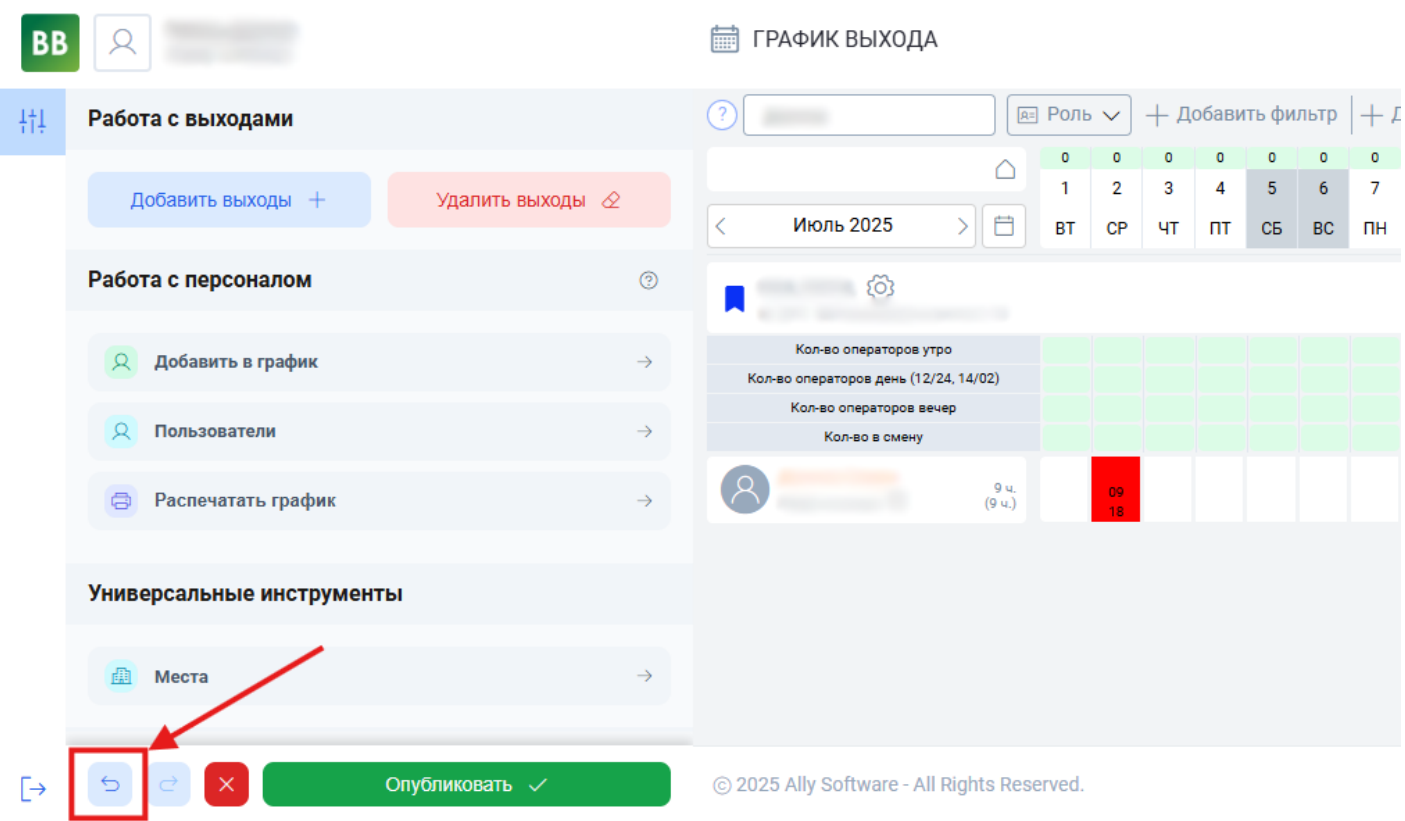 BB
ГРАФИК ВЫХОДА
Работа с выходами
Добавить выходы
Удалить выходы
Работа с персоналом
?
Добавить в график
Пользователи
Распечатать график
Универсальные инструменты
Места
Опубликовать
?
Роль
Добавить фильтр
0 0 0 0 0 0 0
1 2 3 4 5 6 7
Июль 2025
ВТ СР ЧТ ПТ СБ ВС ПН
Кол-во операторов утро
Кол-во операторов день (12/24, 14/02)
Кол-во операторов вечер
Кол-во в смену
9 ч.
(9 ч.)
09
18
© 2025 Ally Software - All Rights Reserved.